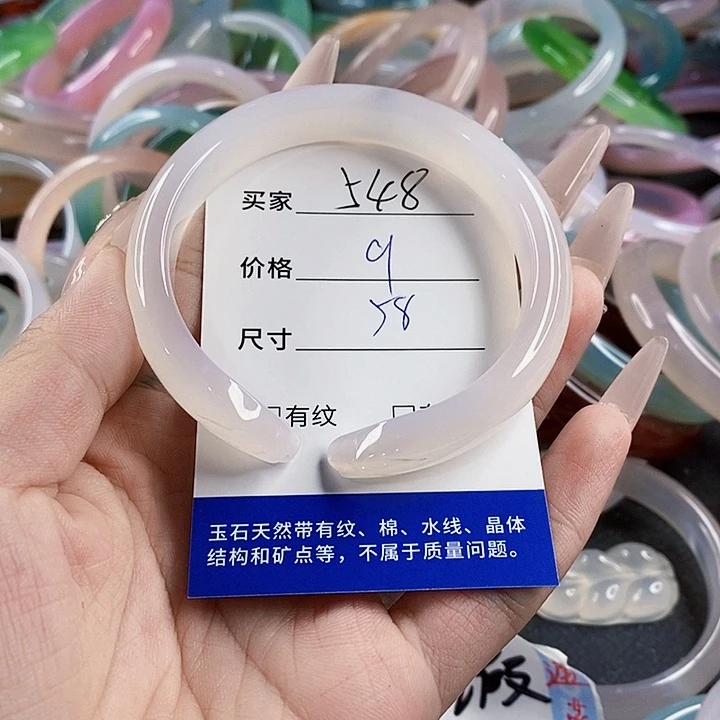 买家 548
价格 9
尺寸 58
有纹
玉石天然带有纹、棉、水线、晶体
结构和矿点等，不属于质量问题。